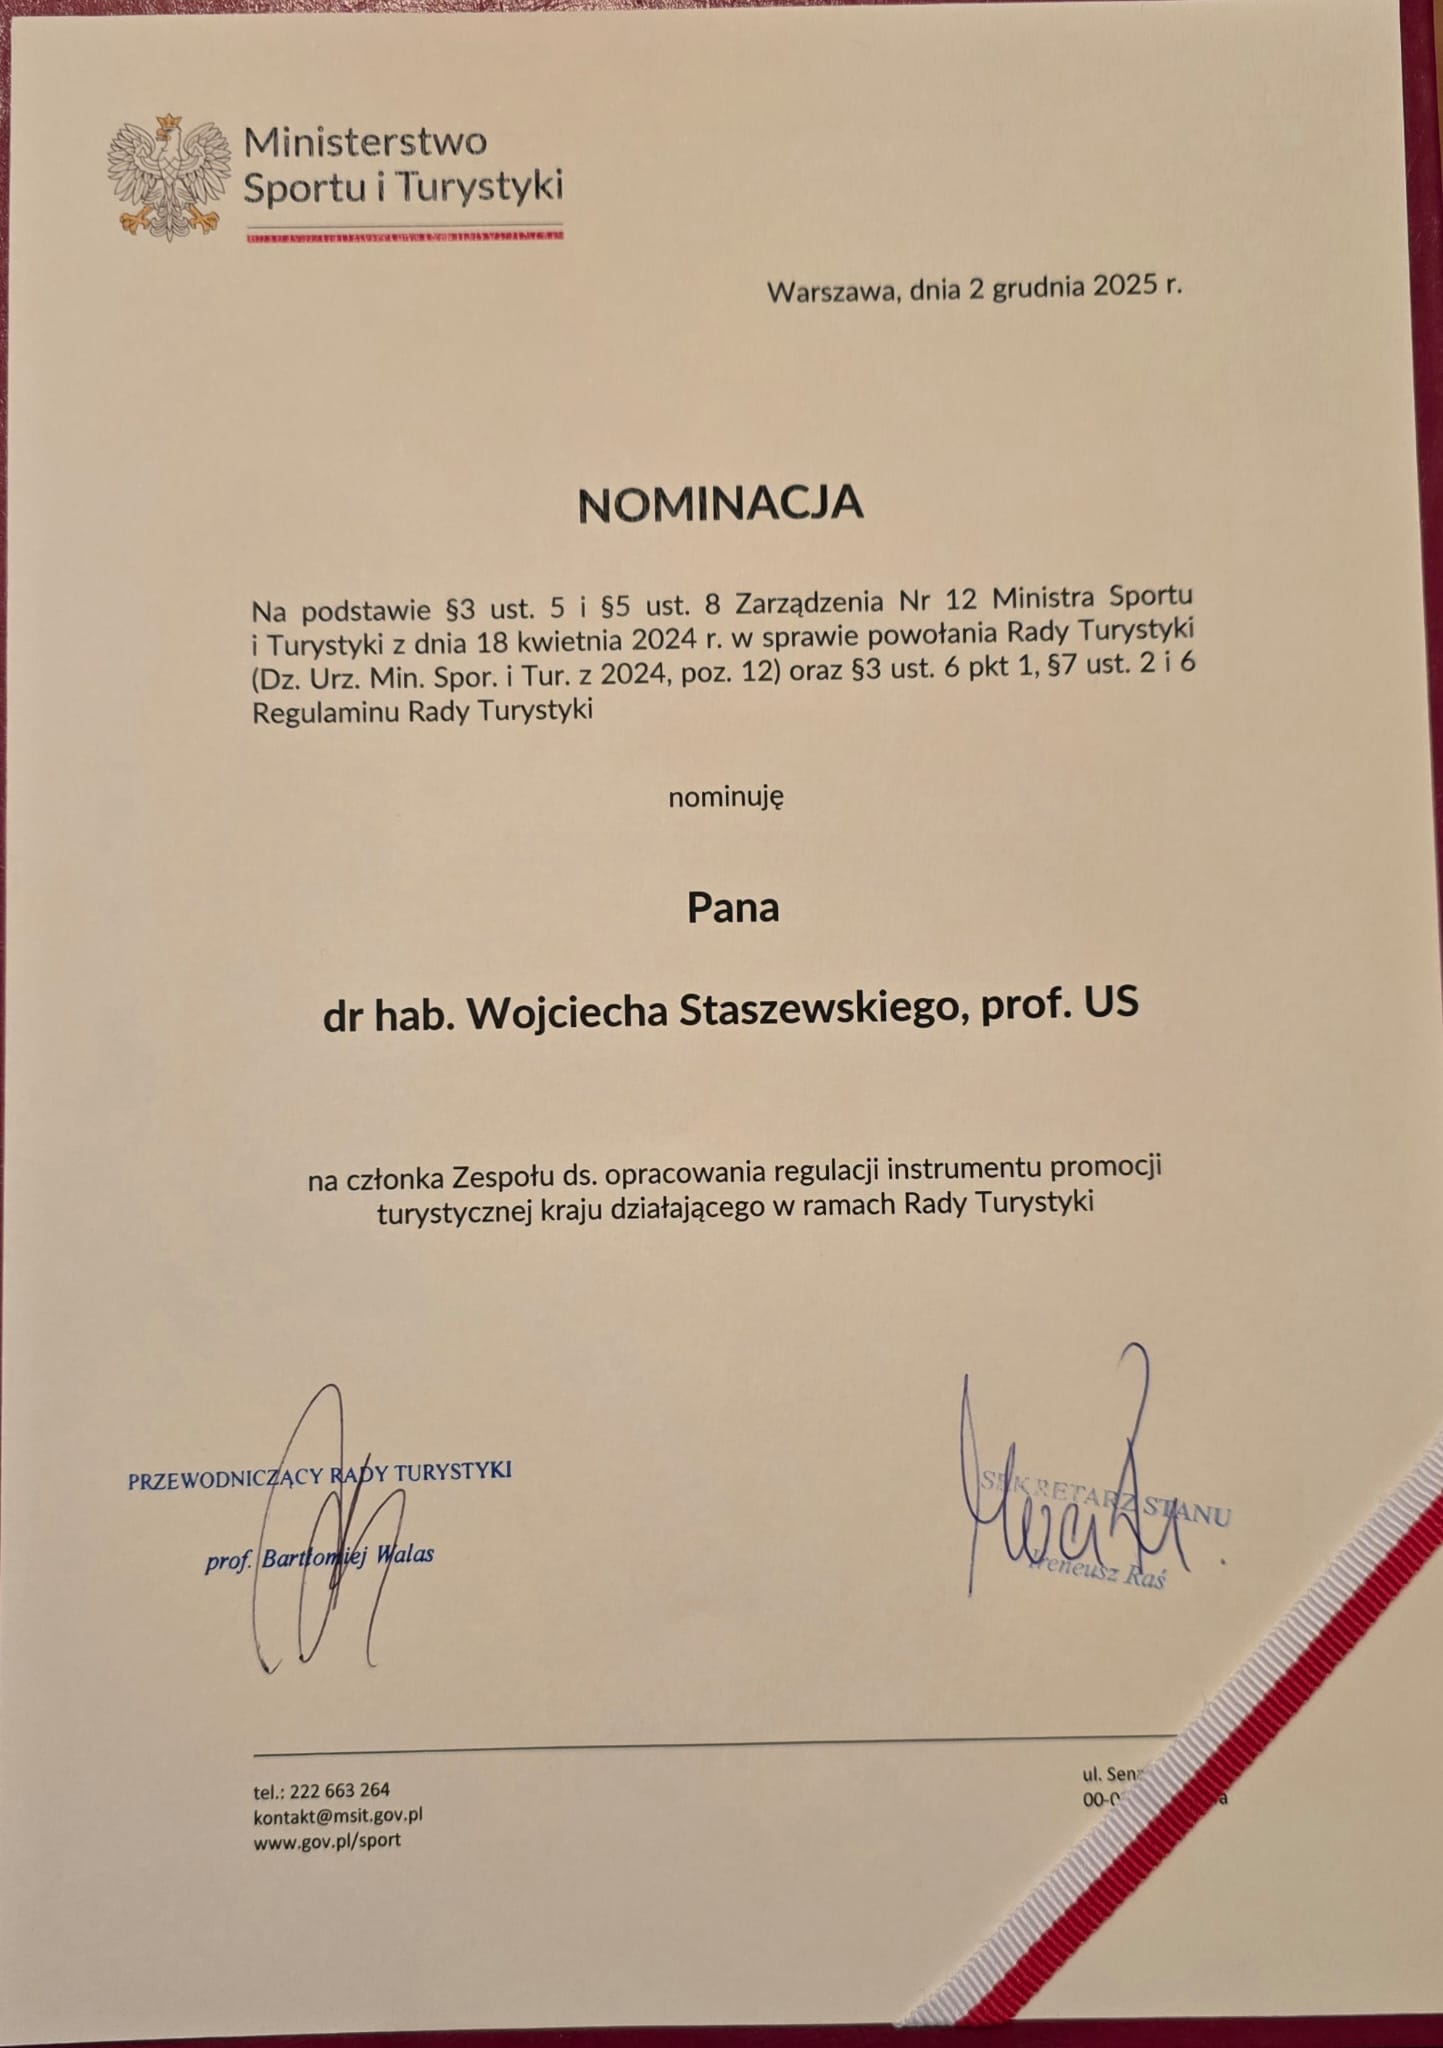 Ministerstwo
Sportu i Turystyki
Warszawa, dnia 2 grudnia 2025 r.
NOMINACJA
Na podstawie §3 ust. 5 i §5 ust. 8 Zarządzenia Nr 12 Ministra Sportu
i Turystyki z dnia 18 kwietnia 2024 r. w sprawie powołania Rady Turystyki
(Dz. Urz. Min. Spor. i Tur. z 2024, poz. 12) oraz §3 ust. 6 pkt 1, §7 ust. 2 i 6
Regulaminu Rady Turystyki
nominuję
Pana
dr hab. Wojciecha Staszewskiego, prof. US
na członka Zespołu ds. opracowania regulacji instrumentu promocji
turystycznej kraju działającego w ramach Rady Turystyki
PRZEWODNICZĄCY RADY TURYSTYKI
prof. Bartłomiej Walas
SEKRETARZ STANU
Ireneusz Raś
tel.: 222 663 264
kontakt@msit.gov.pl
www.gov.pl/sport
ul.